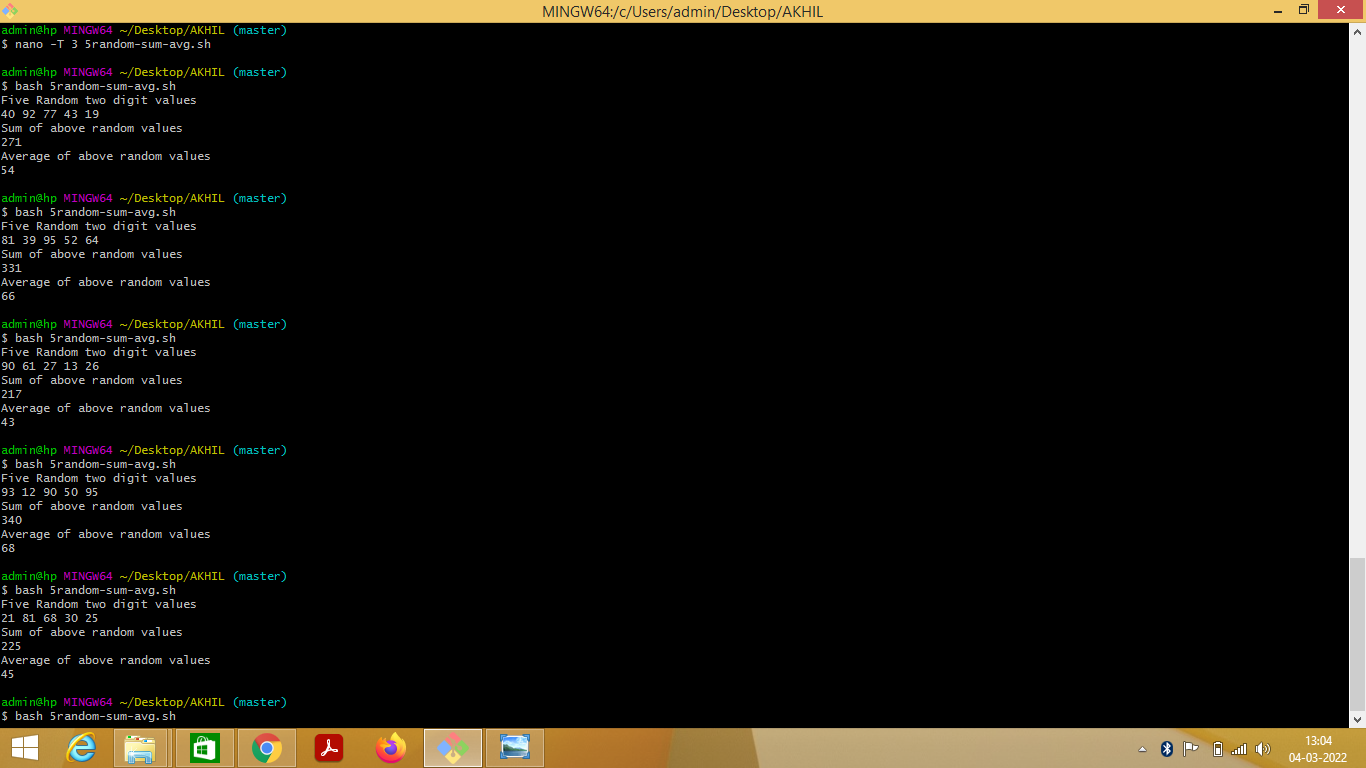 MINGW64:/c/Users/admin/Desktop/AKHIL
admin@hp MINGW64 ~/Desktop/AKHIL (master)
$ nano -T 3 5random-sum-avg.sh
admin@hp MINGW64 ~/Desktop/AKHIL (master)
$ bash 5random-sum-avg.sh
Five Random two digit values
40 92 77 43 19
Sum of above random values
271
Average of above random values
54
admin@hp MINGW64 ~/Desktop/AKHIL (master)
$ bash 5random-sum-avg.sh
Five Random two digit values
81 39 95 52 64
Sum of above random values
331
Average of above random values
66
admin@hp MINGW64 ~/Desktop/AKHIL (master)
$ bash 5random-sum-avg.sh
Five Random two digit values
90 61 27 13 26
Sum of above random values
217
Average of above random values
43
admin@hp MINGW64 ~/Desktop/AKHIL (master)
$ bash 5random-sum-avg.sh
Five Random two digit values
93 12 90 50 95
Sum of above random values
340
Average of above random values
68
admin@hp MINGW64 ~/Desktop/AKHIL (master)
$ bash 5random-sum-avg.sh
Five Random two digit values
21 81 68 30 25
Sum of above random values
225
Average of above random values
45
admin@hp MINGW64 ~/Desktop/AKHIL (master)
$ bash 5random-sum-avg.sh
13:04
04-03-2022